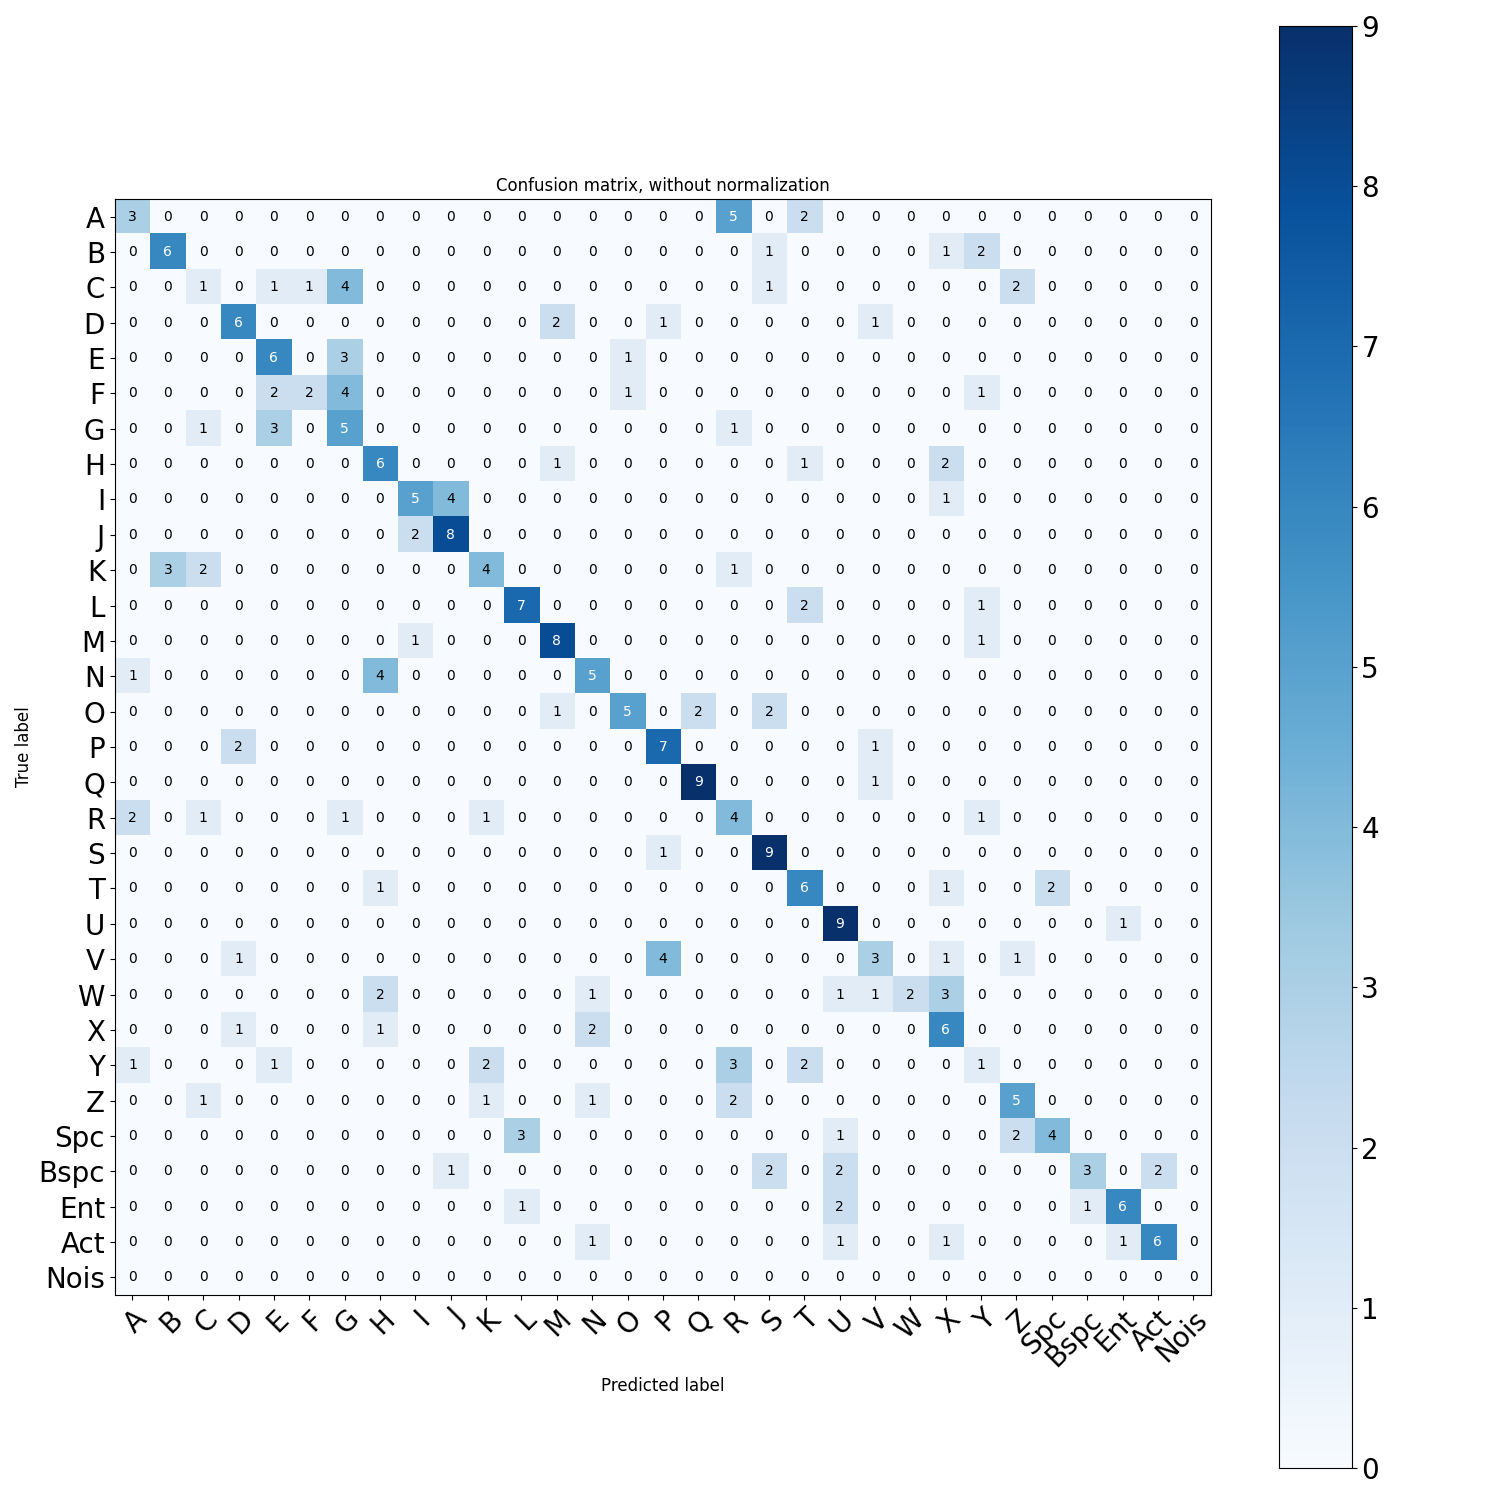 Confusion matrix, without normalization
A 3 0 0 0 0 0 0 0 0 0 0 0 0 0 0 0 0 5 0 2 0 0 0 0 0 0 0 0 0 0 0
B 0 6 0 0 0 0 0 0 0 0 0 0 0 0 0 0 0 0 1 0 0 0 0 1 2 0 0 0 0 0 0
C 0 0 1 0 1 1 4 0 0 0 0 0 0 0 0 0 0 0 1 0 0 0 0 0 0 2 0 0 0 0 0
D 0 0 0 6 0 0 0 0 0 0 0 0 2 0 0 1 0 0 0 0 0 1 0 0 0 0 0 0 0 0 0
E 0 0 0 0 6 0 3 0 0 0 0 0 0 0 1 0 0 0 0 0 0 0 0 0 0 0 0 0 0 0 0
F 0 0 0 0 2 2 4 0 0 0 0 0 0 0 1 0 0 0 0 0 0 0 0 0 1 0 0 0 0 0 0
G 0 0 1 0 3 0 5 0 0 0 0 0 0 0 0 0 0 1 0 0 0 0 0 0 0 0 0 0 0 0 0
H 0 0 0 0 0 0 0 6 0 0 0 0 1 0 0 0 0 0 0 1 0 0 0 2 0 0 0 0 0 0 0
I 0 0 0 0 0 0 0 0 5 4 0 0 0 0 0 0 0 0 0 0 0 0 0 1 0 0 0 0 0 0 0
J 0 0 0 0 0 0 0 0 2 8 0 0 0 0 0 0 0 0 0 0 0 0 0 0 0 0 0 0 0 0 0
K 0 3 2 0 0 0 0 0 0 0 4 0 0 0 0 0 0 1 0 0 0 0 0 0 0 0 0 0 0 0 0
L 0 0 0 0 0 0 0 0 0 0 0 7 0 0 0 0 0 0 0 2 0 0 0 0 1 0 0 0 0 0 0
M 0 0 0 0 0 0 0 0 1 0 0 0 8 0 0 0 0 0 0 0 0 0 0 0 1 0 0 0 0 0 0
N 1 0 0 0 0 0 0 4 0 0 0 0 0 5 0 0 0 0 0 0 0 0 0 0 0 0 0 0 0 0 0
O 0 0 0 0 0 0 0 0 0 0 0 0 1 0 5 0 2 0 2 0 0 0 0 0 0 0 0 0 0 0 0
P 0 0 0 2 0 0 0 0 0 0 0 0 0 0 0 7 0 0 0 0 0 1 0 0 0 0 0 0 0 0 0
Q 0 0 0 0 0 0 0 0 0 0 0 0 0 0 0 0 9 0 0 0 0 1 0 0 0 0 0 0 0 0 0
R 2 0 1 0 0 0 1 0 0 0 1 0 0 0 0 0 0 4 0 0 0 0 0 0 1 0 0 0 0 0 0
S 0 0 0 0 0 0 0 0 0 0 0 0 0 0 0 1 0 0 9 0 0 0 0 0 0 0 0 0 0 0 0
T 0 0 0 0 0 0 0 1 0 0 0 0 0 0 0 0 0 0 0 6 0 0 0 1 0 0 2 0 0 0 0
U 0 0 0 0 0 0 0 0 0 0 0 0 0 0 0 0 0 0 0 0 9 0 0 0 0 0 0 0 1 0 0
V 0 0 0 1 0 0 0 0 0 0 0 0 0 0 0 4 0 0 0 0 0 3 0 1 0 1 0 0 0 0 0
W 0 0 0 0 0 0 0 2 0 0 0 0 0 1 0 0 0 0 0 0 1 1 2 3 0 0 0 0 0 0 0
X 0 0 0 1 0 0 0 1 0 0 0 0 0 2 0 0 0 0 0 0 0 0 0 6 0 0 0 0 0 0 0
Y 1 0 0 0 1 0 0 0 0 0 2 0 0 0 0 0 0 3 0 2 0 0 0 0 1 0 0 0 0 0 0
Z 0 0 1 0 0 0 0 0 0 0 1 0 0 1 0 0 0 2 0 0 0 0 0 0 0 5 0 0 0 0 0
Spc 0 0 0 0 0 0 0 0 0 0 0 3 0 0 0 0 0 0 0 0 1 0 0 0 0 2 4 0 0 0 0
Bspc 0 0 0 0 0 0 0 0 0 1 0 0 0 0 0 0 0 0 2 0 2 0 0 0 0 0 0 3 0 2 0
Ent 0 0 0 0 0 0 0 0 0 0 0 1 0 0 0 0 0 0 0 0 2 0 0 0 0 0 0 1 6 0 0
Act 0 0 0 0 0 0 0 0 0 0 0 0 0 1 0 0 0 0 0 0 1 0 0 1 0 0 0 0 1 6 0
Nois 0 0 0 0 0 0 0 0 0 0 0 0 0 0 0 0 0 0 0 0 0 0 0 0 0 0 0 0 0 0 0
A B C D E F G H I J K L M N O P Q R S T U V W X Y Z Spc Bspc Ent Act Nois
Predicted label
True label
9
8
7
6
5
4
3
2
1
0